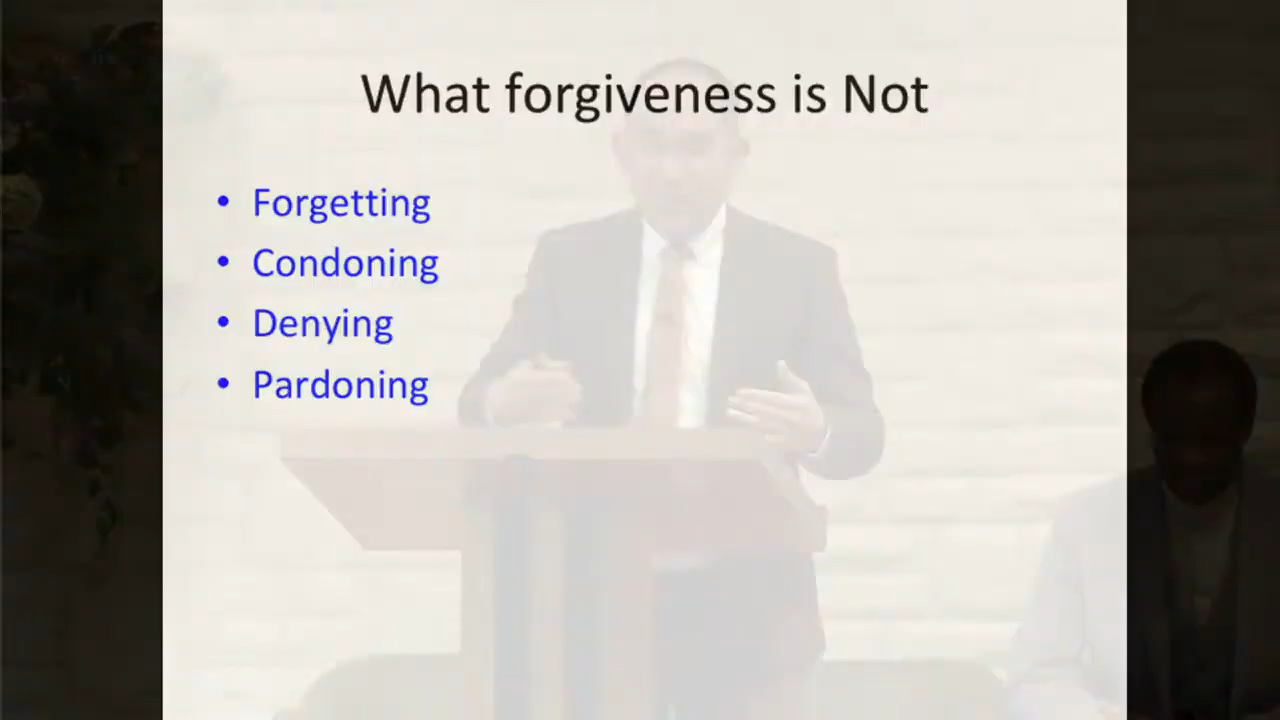 What forgiveness is Not
• Forgetting
• Condoning
• Denying
• Pardoning